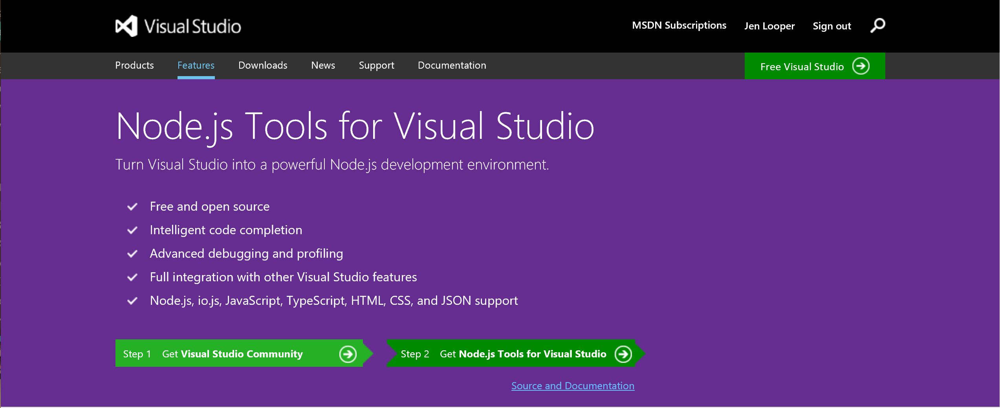 Visual Studio
MSDN Subscriptions Jen Looper Sign out
Products Features Downloads News Support Documentation Free Visual Studio
Node.js Tools for Visual Studio
Turn Visual Studio into a powerful Node.js development environment.
Free and open source
Intelligent code completion
Advanced debugging and profiling
Full integration with other Visual Studio features
Node.js, io.js, JavaScript, TypeScript, HTML, CSS, and JSON support
Step 1 Get Visual Studio Community
Step 2 Get Node.js Tools for Visual Studio
Source and Documentation